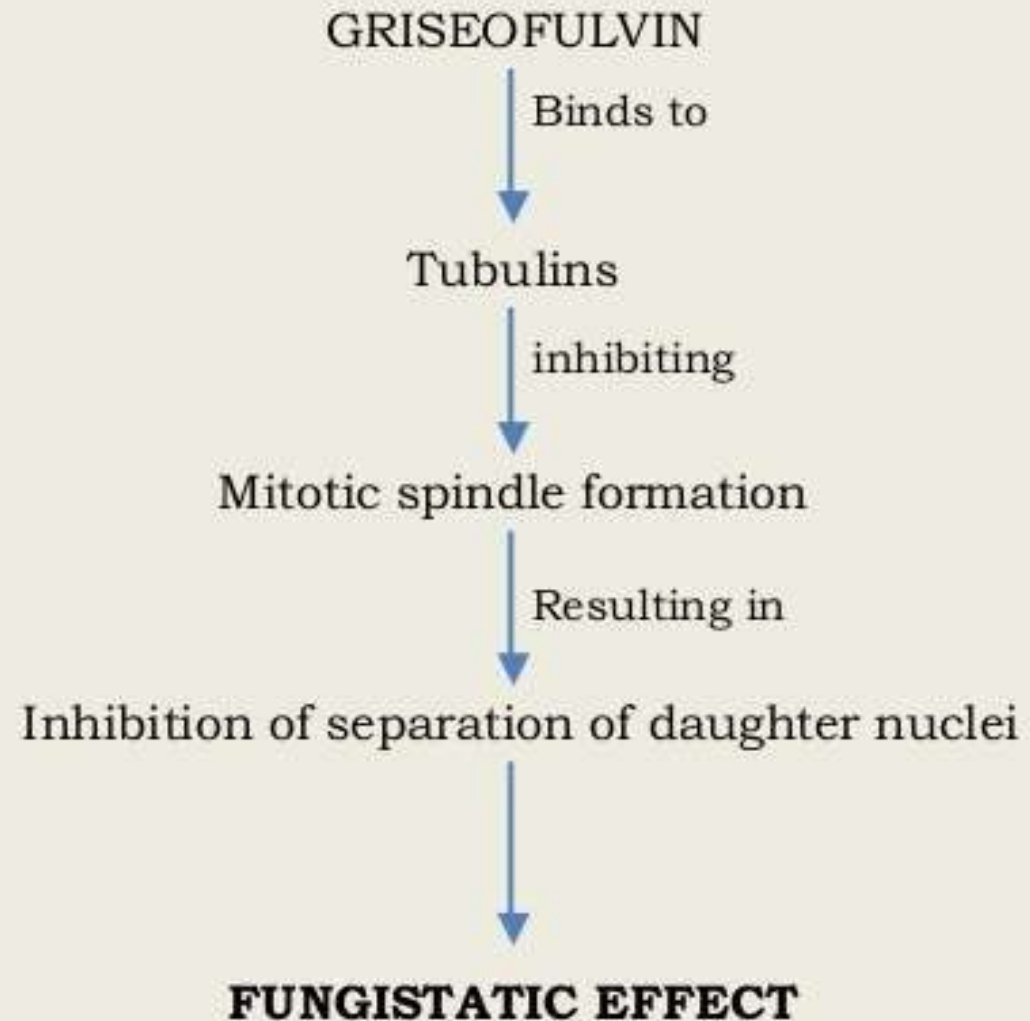 GRISEOFULVIN
Binds to
Tubulins
inhibiting
Mitotic spindle formation
Resulting in
Inhibition of separation of daughter nuclei
FUNGISTATIC EFFECT